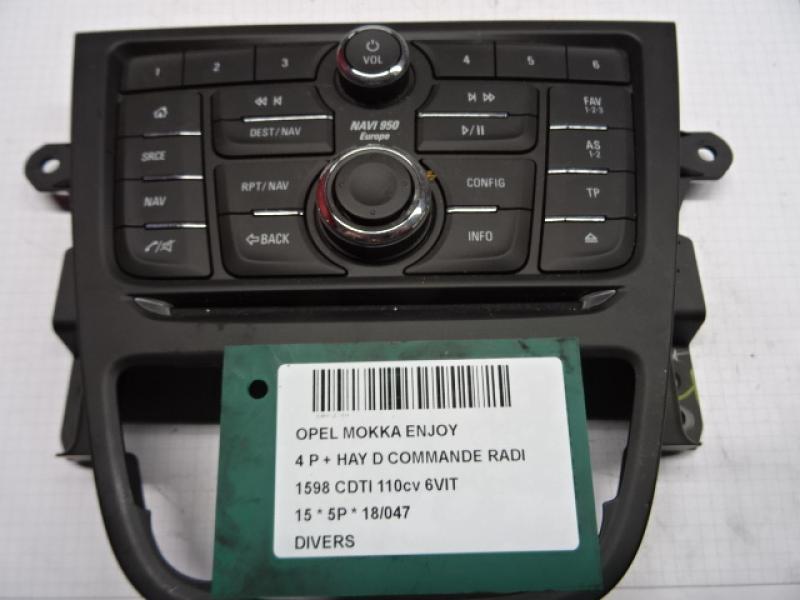 1
2
3
VOL
4
5
6
DEST/NAV
NAVI 950
Europe
FAV
1-2-3
SRCE
AS
1-2
NAV
RPT/NAV
CONFIG
TP
BACK
INFO
OPEL MOKKA ENJOY
4 P + HAY D COMMANDE RADI
1598 CDTI 110cv 6VIT
15 * 5P * 18/047
DIVERS